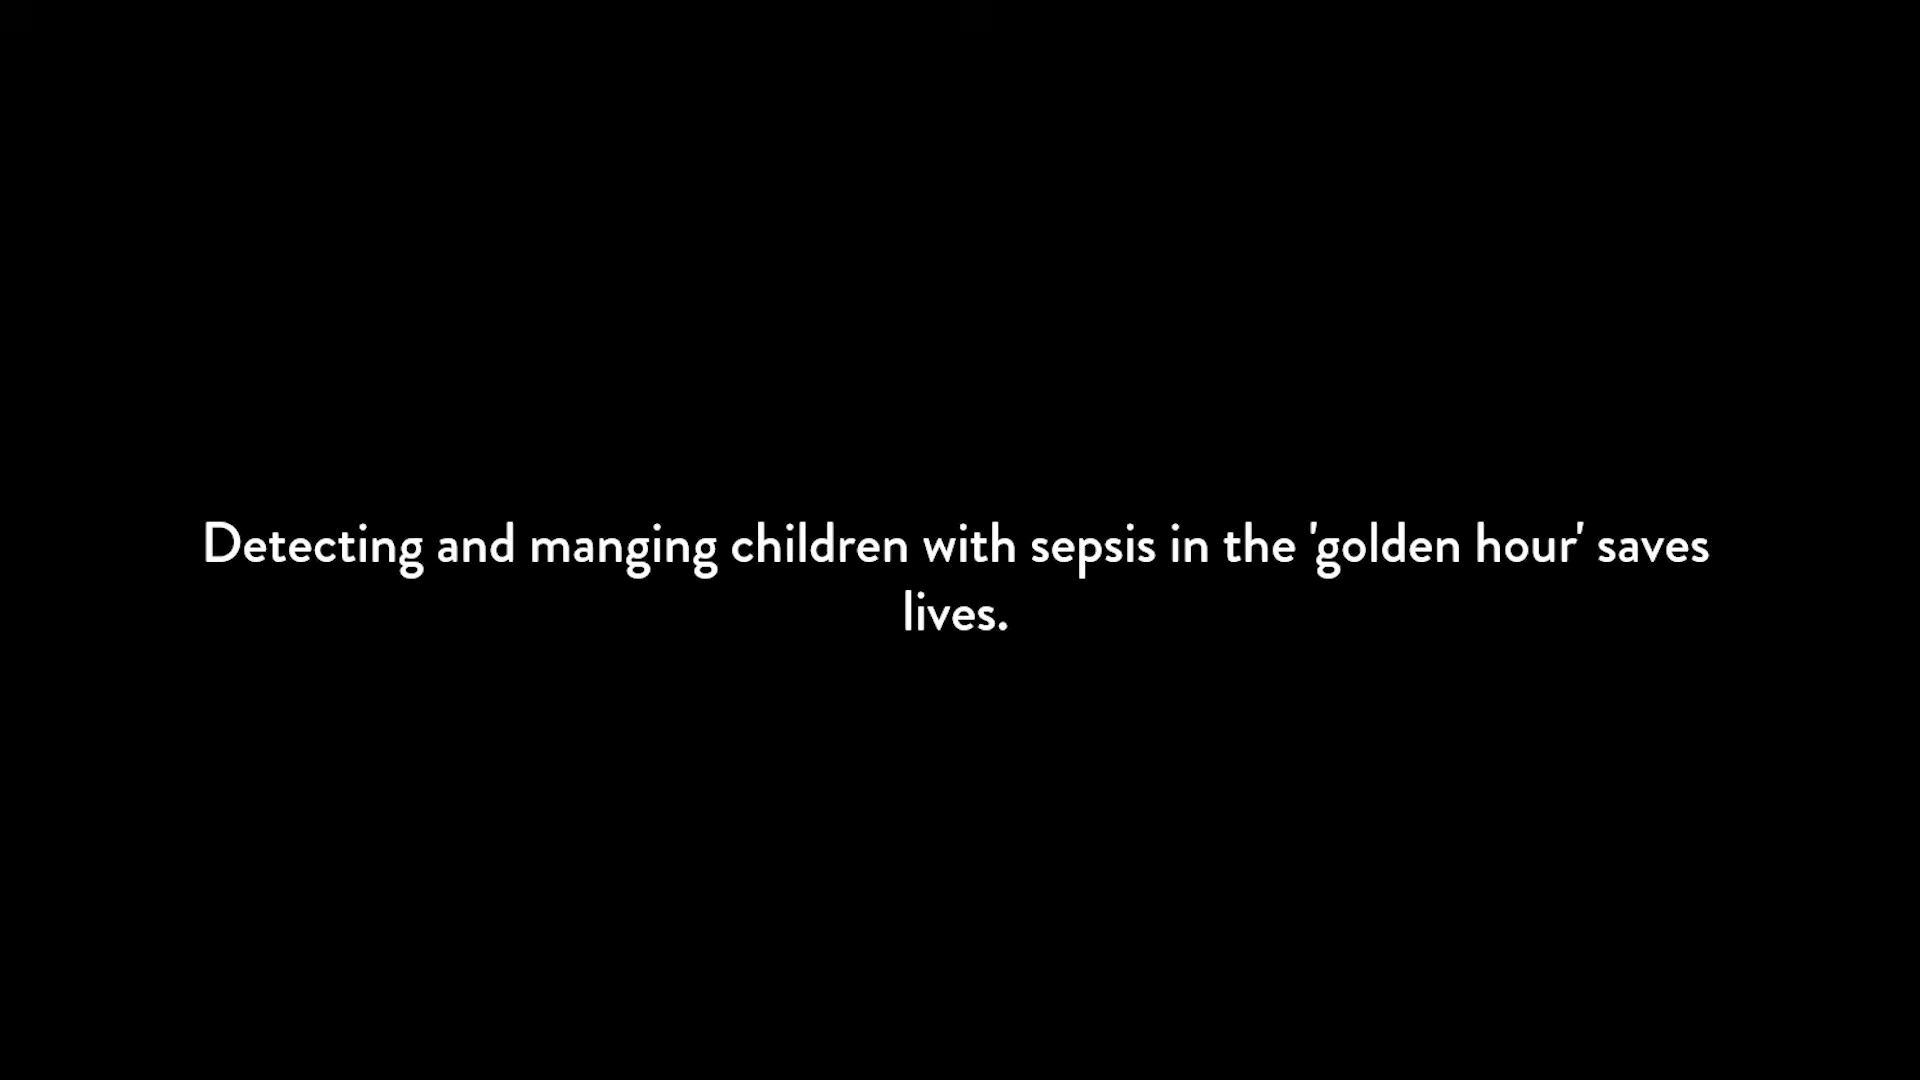 Detecting and manging children with sepsis in the 'golden hour' saves
lives.